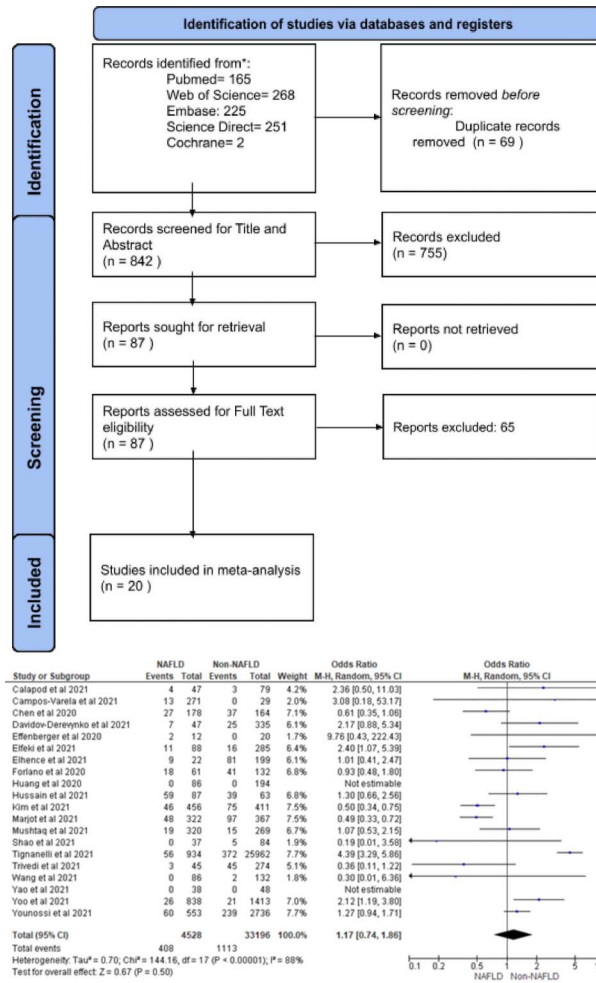 Identification of studies via databases and registers
Identification
Records identified from*:
Pubmed= 165
Web of Science= 268
Embase: 225
Science Direct= 251
Cochrane= 2
Records removed before
screening:
Duplicate records
removed (n = 69 )
Screening
Records screened for Title and
Abstract
(n = 842 )
Records excluded
(n = 755)
Reports sought for retrieval
(n = 87 )
Reports not retrieved
(n = 0)
Reports assessed for Full Text
eligibility
(n = 87 )
Reports excluded: 65
Included
Studies included in meta-analysis
(n = 20 )
NAFLD Non-NAFLD Odds Ratio Odds Ratio
Study or Subgroup Events Total Events Total Weight M-H, Random, 95% CI M-H, Random, 95% CI
Calapod et al 2021 4 47 3 79 4.2% 2.36 [0.50, 11.03]
Campos-Varela et al 2021 13 271 0 29 2.0% 3.08 [0.18, 53.17]
Chen et al 2020 27 178 37 164 7.1% 0.61 [0.35, 1.06]
Davidov-Derevynko et al 2021 7 47 25 335 6.1% 2.17 [0.88, 5.34]
Effenberger et al 2020 2 12 0 20 1.7% 9.76 [0.43, 222.43]
Elfeki et al 2021 11 88 16 285 6.4% 2.40 [1.07, 5.39]
Elhence et al 2021 9 22 81 199 6.0% 1.01 [0.41, 2.47]
Forlano et al 2020 18 61 41 132 6.8% 0.93 [0.48, 1.80]
Huang et al 2020 0 86 0 194 Not estimable
Hussain et al 2021 59 87 39 63 6.8% 1.30 [0.66, 2.56]
Kim et al 2021 46 456 75 411 7.4% 0.50 [0.34, 0.75]
Marjot et al 2021 48 322 97 367 7.4% 0.49 [0.33, 0.72]
Mushtaq et al 2021 19 320 15 269 6.7% 1.07 [0.53, 2.15]
Shao et al 2021 0 37 5 84 1.9% 0.19 [0.01, 3.58]
Tignanelli et al 2021 56 934 372 25962 7.5% 4.39 [3.29, 5.86]
Trivedi et al 2021 3 45 45 274 5.0% 0.36 [0.11, 1.22]
Wang et al 2021 0 86 2 132 1.8% 0.30 [0.01, 6.36]
Yao et al 2021 0 38 0 48 Not estimable
Yoo et al 2021 26 838 21 1413 7.0% 2.12 [1.19, 3.80]
Younossi et al 2021 60 553 239 2736 7.5% 1.27 [0.94, 1.71]
Total (95% CI) 4528 33196 100.0% 1.17 [0.74, 1.86]
Total events 408 1113
Heterogeneity: Tau² = 0.70; Chi² = 144.16, df = 17 (P < 0.00001); I² = 88%
Test for overall effect: Z = 0.67 (P = 0.50)
0.1 0.2 0.5 1 2 5 10
NAFLD Non-NAFLD